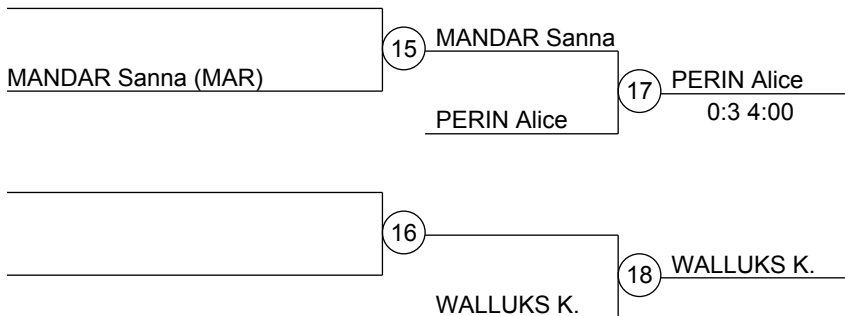 15
MANDAR Sanna
MANDAR Sanna (MAR)
17
PERIN Alice
0:3 4:00
PERIN Alice
16
18
WALLUKS K.
WALLUKS K.